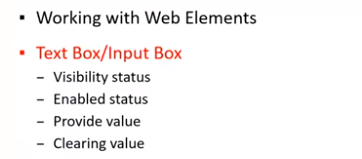 ▪ Working with Web Elements
▪ Text Box/Input Box
– Visibility status
– Enabled status
– Provide value
– Clearing value